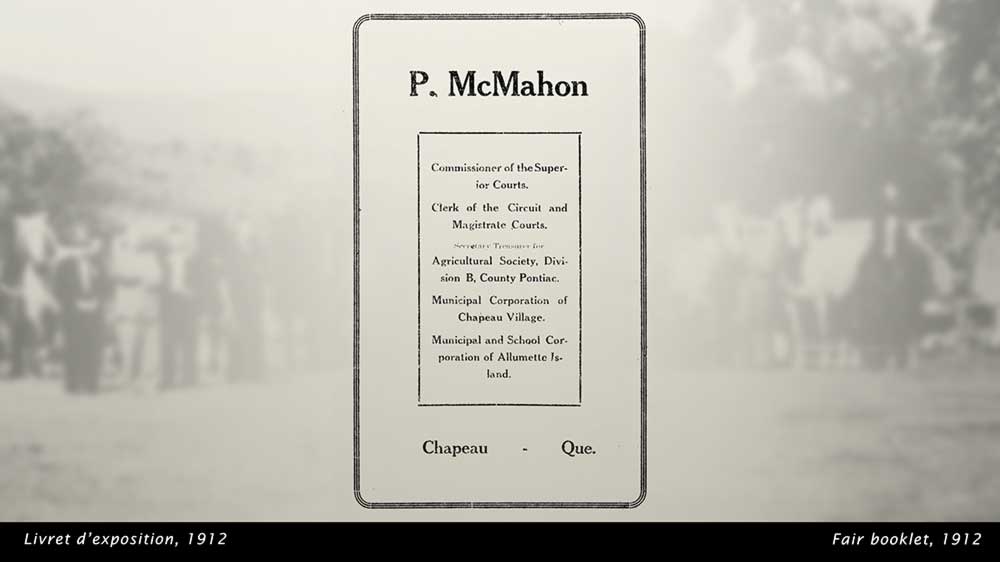 P. McMahon
Commissioner of the Super-
ior Courts.
Clerk of the Circuit and
Magistrate Courts.
Secretary Treasurer for
Agricultural Society, Divi-
sion B, County Pontiac.
Municipal Corporation of
Chapeau Village.
Municipal and School Cor-
poration of Allumette Is-
land.
Chapeau - Que.
Livret d'exposition, 1912
Fair booklet, 1912